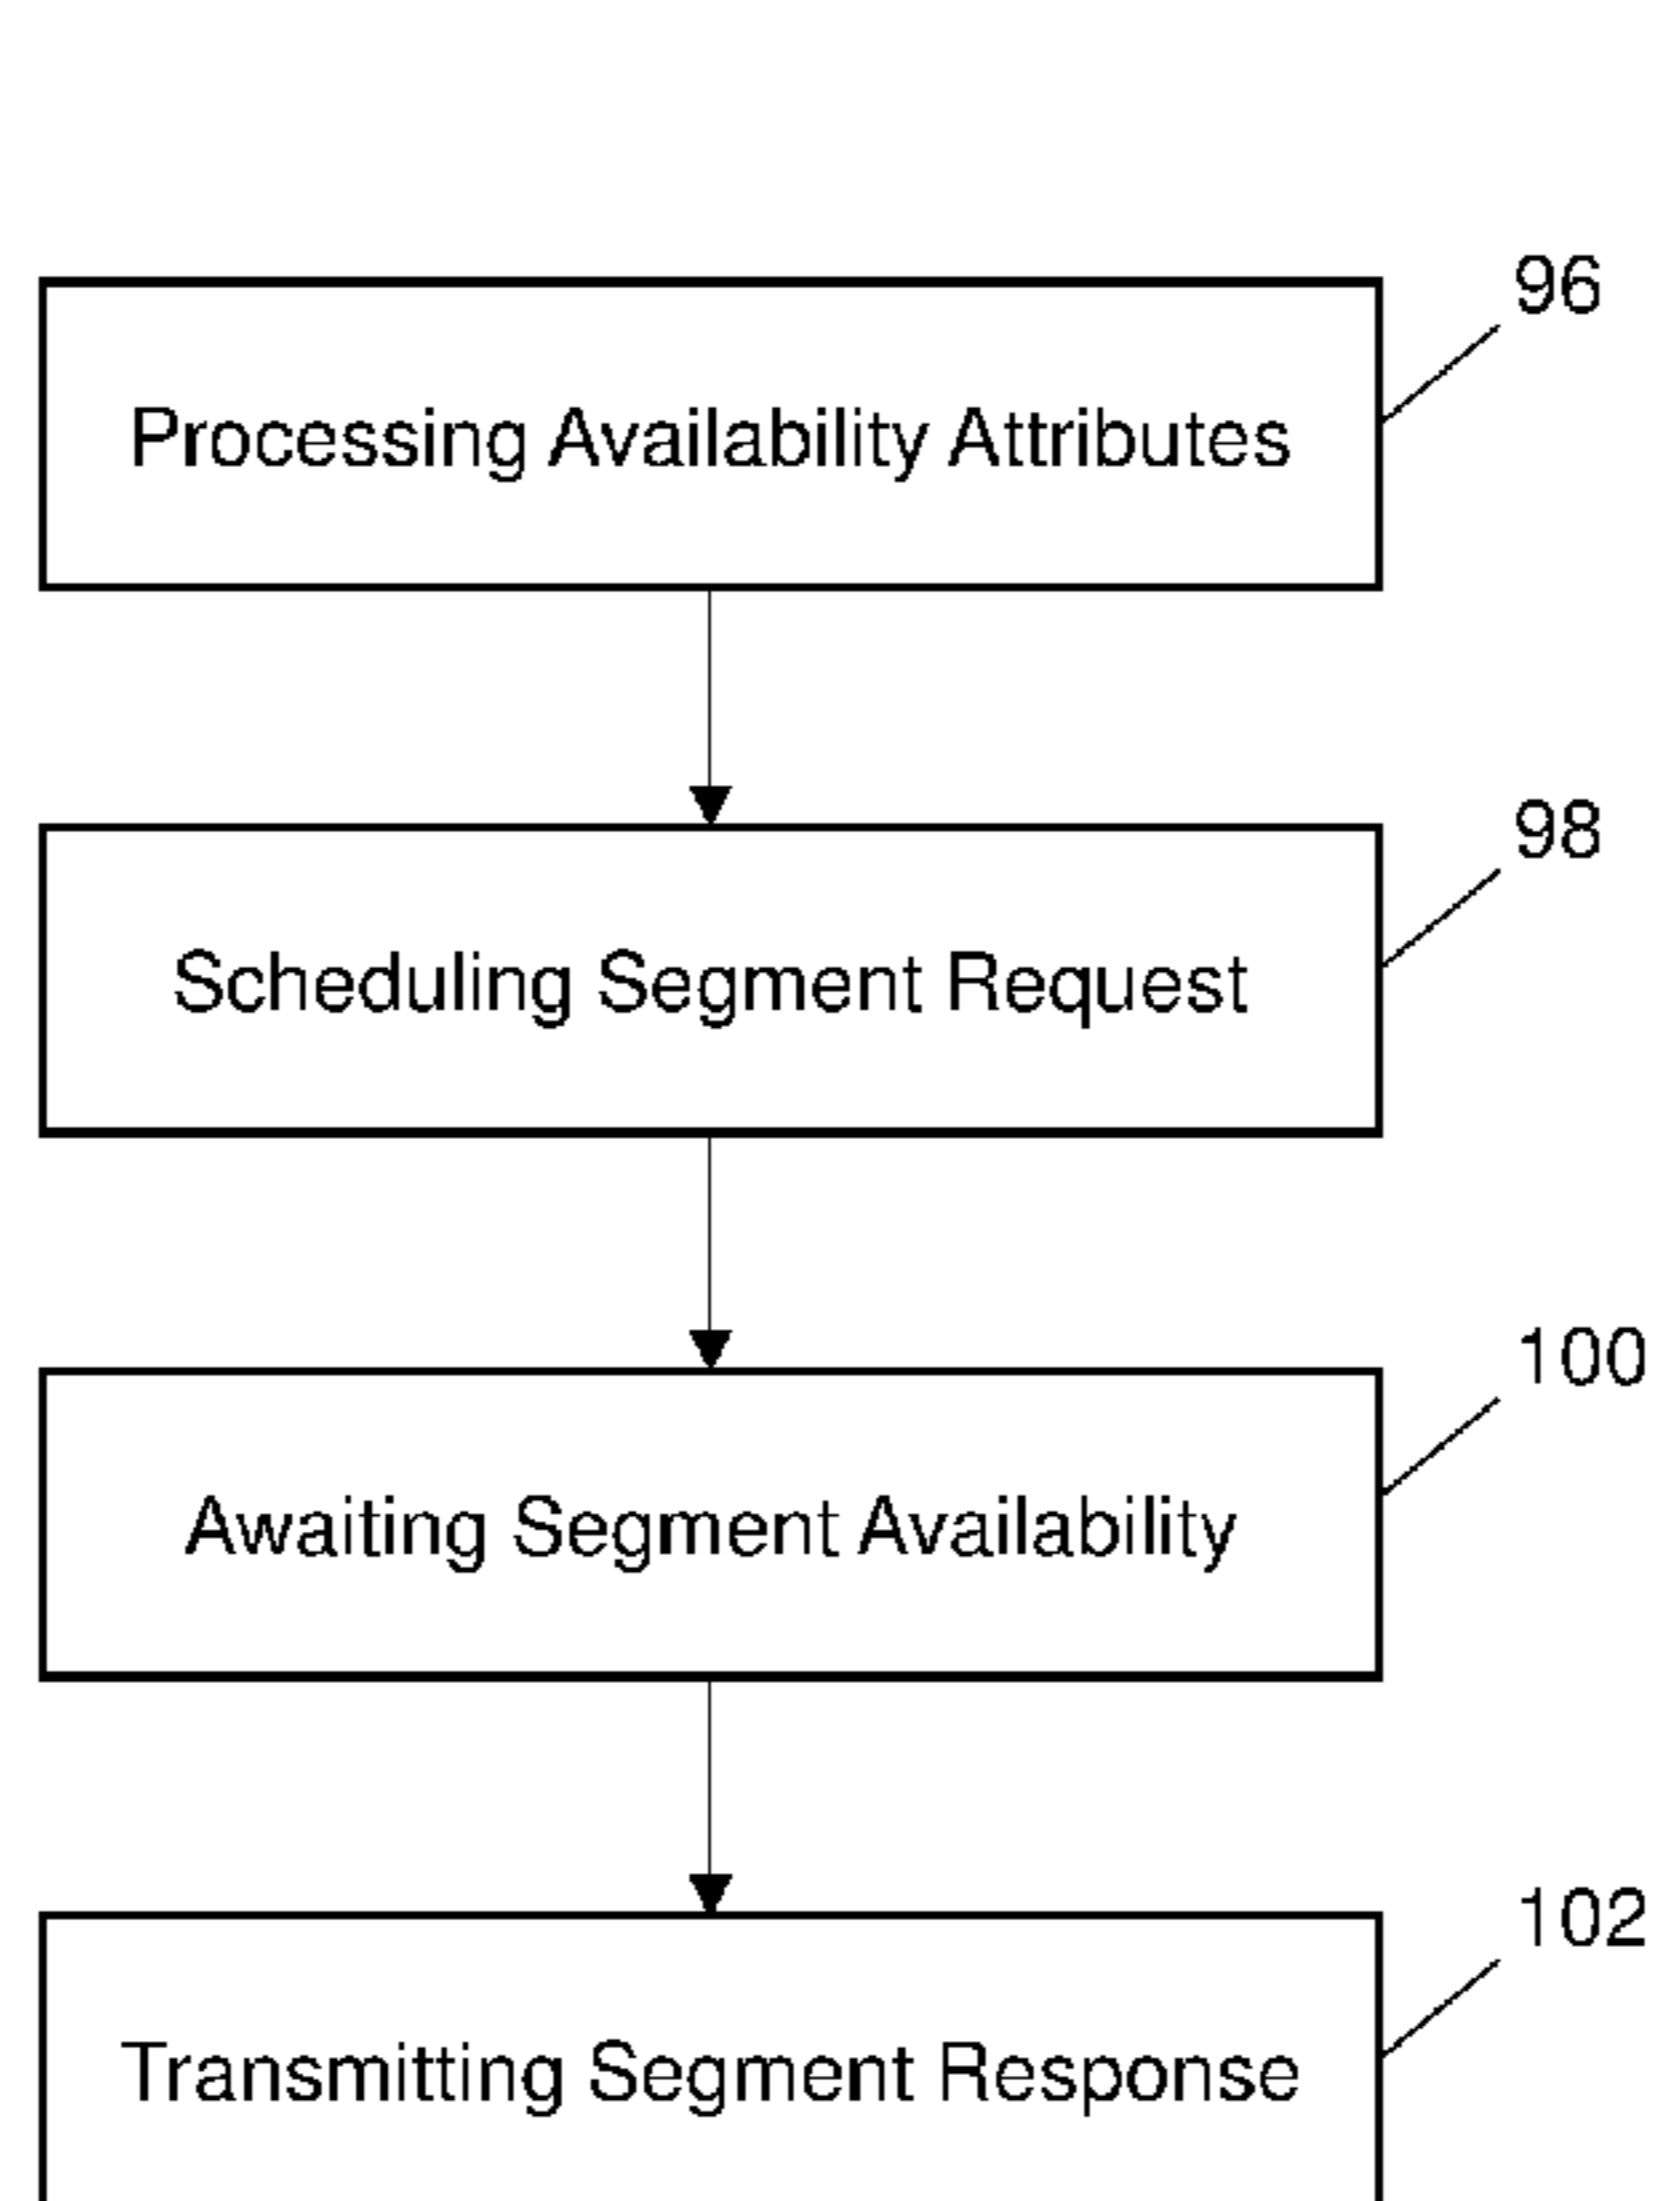 96
Processing Availability Attributes
98
Scheduling Segment Request
100
Awaiting Segment Availability
102
Transmitting Segment Response